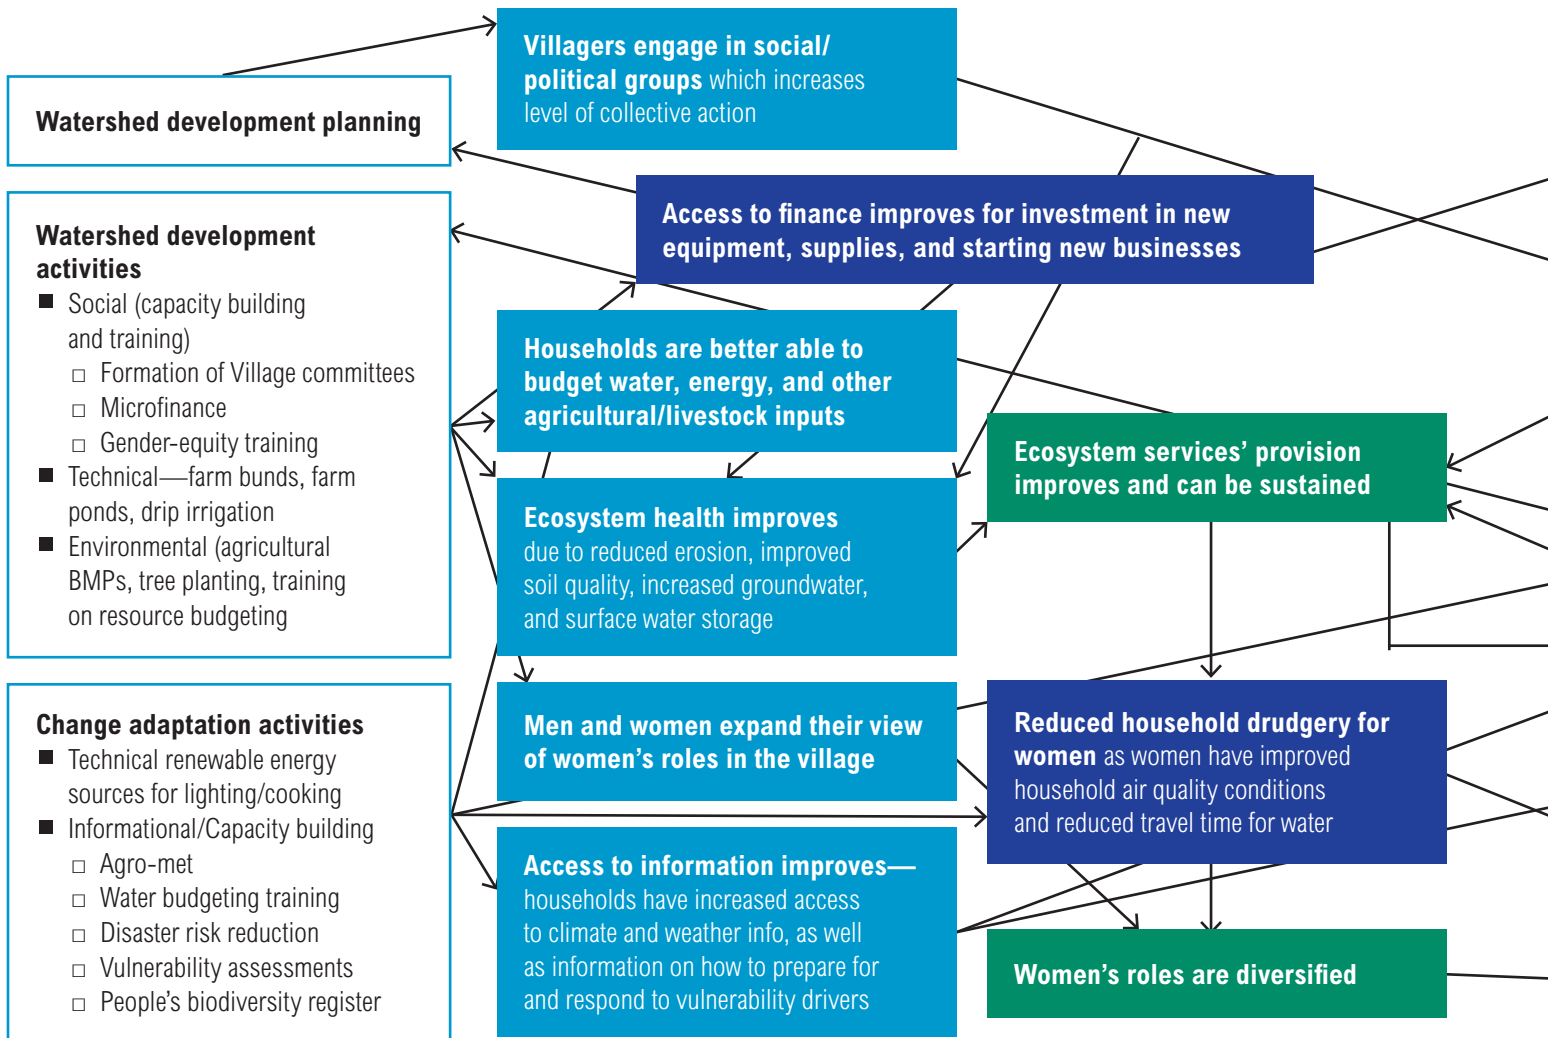 Watershed development planning
Watershed development
activities
■ Social (capacity building
and training)
□ Formation of Village committees
□ Microfinance
□ Gender-equity training
■ Technical—farm bunds, farm
ponds, drip irrigation
■ Environmental (agricultural
BMPs, tree planting, training
on resource budgeting
Change adaptation activities
■ Technical renewable energy
sources for lighting/cooking
■ Informational/Capacity building
□ Agro-met
□ Water budgeting training
□ Disaster risk reduction
□ Vulnerability assessments
□ People’s biodiversity register
Villagers engage in social/
political groups which increases
level of collective action
Access to finance improves for investment in new
equipment, supplies, and starting new businesses
Households are better able to
budget water, energy, and other
agricultural/livestock inputs
Ecosystem health improves
due to reduced erosion, improved
soil quality, increased groundwater,
and surface water storage
Men and women expand their view
of women’s roles in the village
Access to information improves—
households have increased access
to climate and weather info, as well
as information on how to prepare for
and respond to vulnerability drivers
Ecosystem services’ provision
improves and can be sustained
Reduced household drudgery for
women as women have improved
household air quality conditions
and reduced travel time for water
Women’s roles are diversified